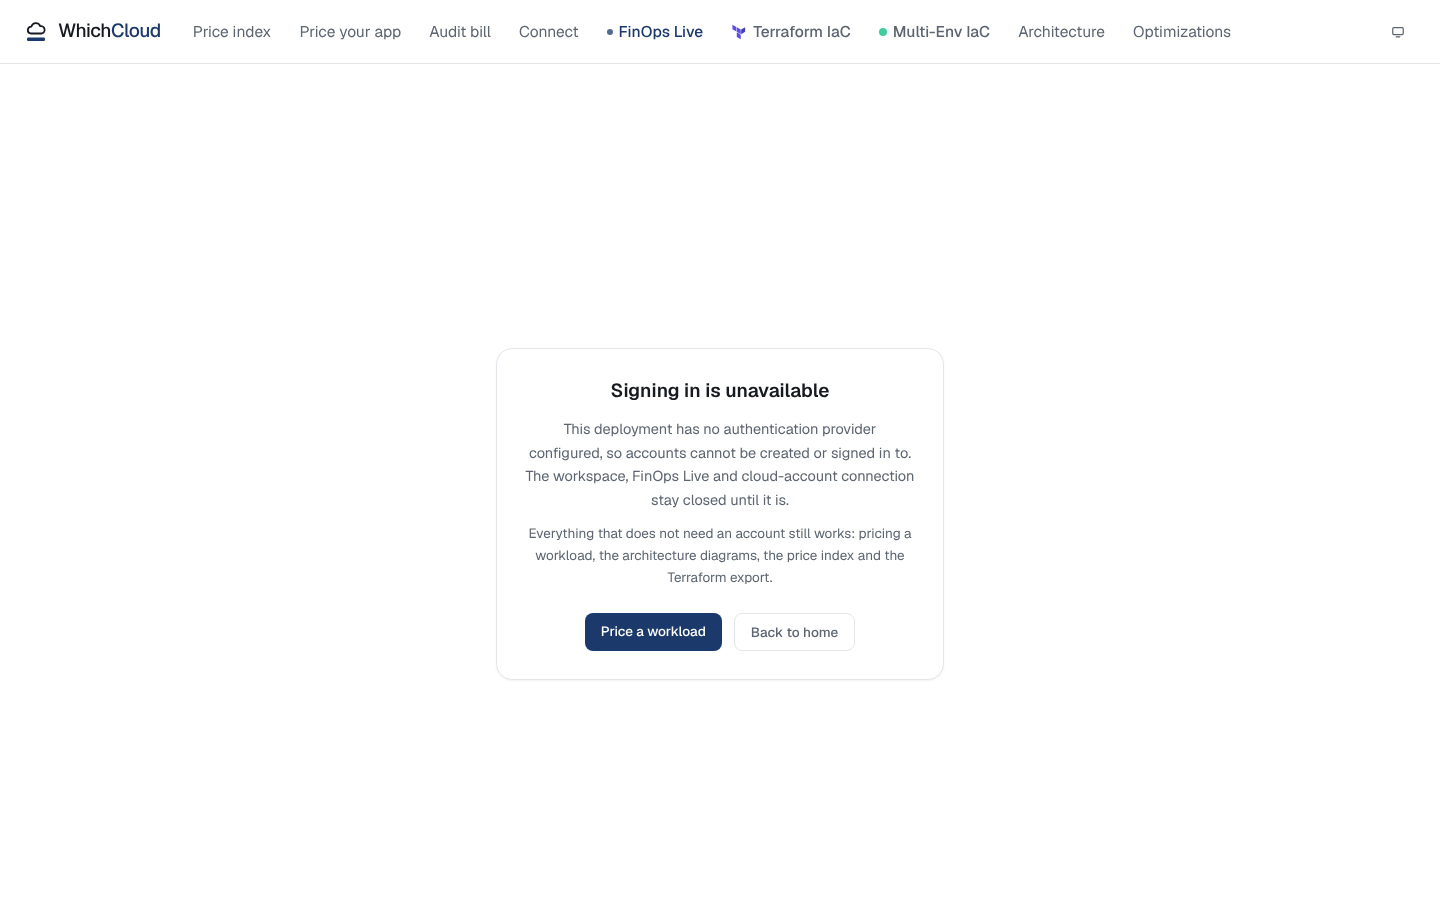 WhichCloud Price index Price your app Audit bill Connect FinOps Live Terraform IaC Multi-Env IaC Architecture Optimizations
Signing in is unavailable
This deployment has no authentication provider
configured, so accounts cannot be created or signed in to.
The workspace, FinOps Live and cloud-account connection
stay closed until it is.
Everything that does not need an account still works: pricing a
workload, the architecture diagrams, the price index and the
Terraform export.
Price a workload Back to home